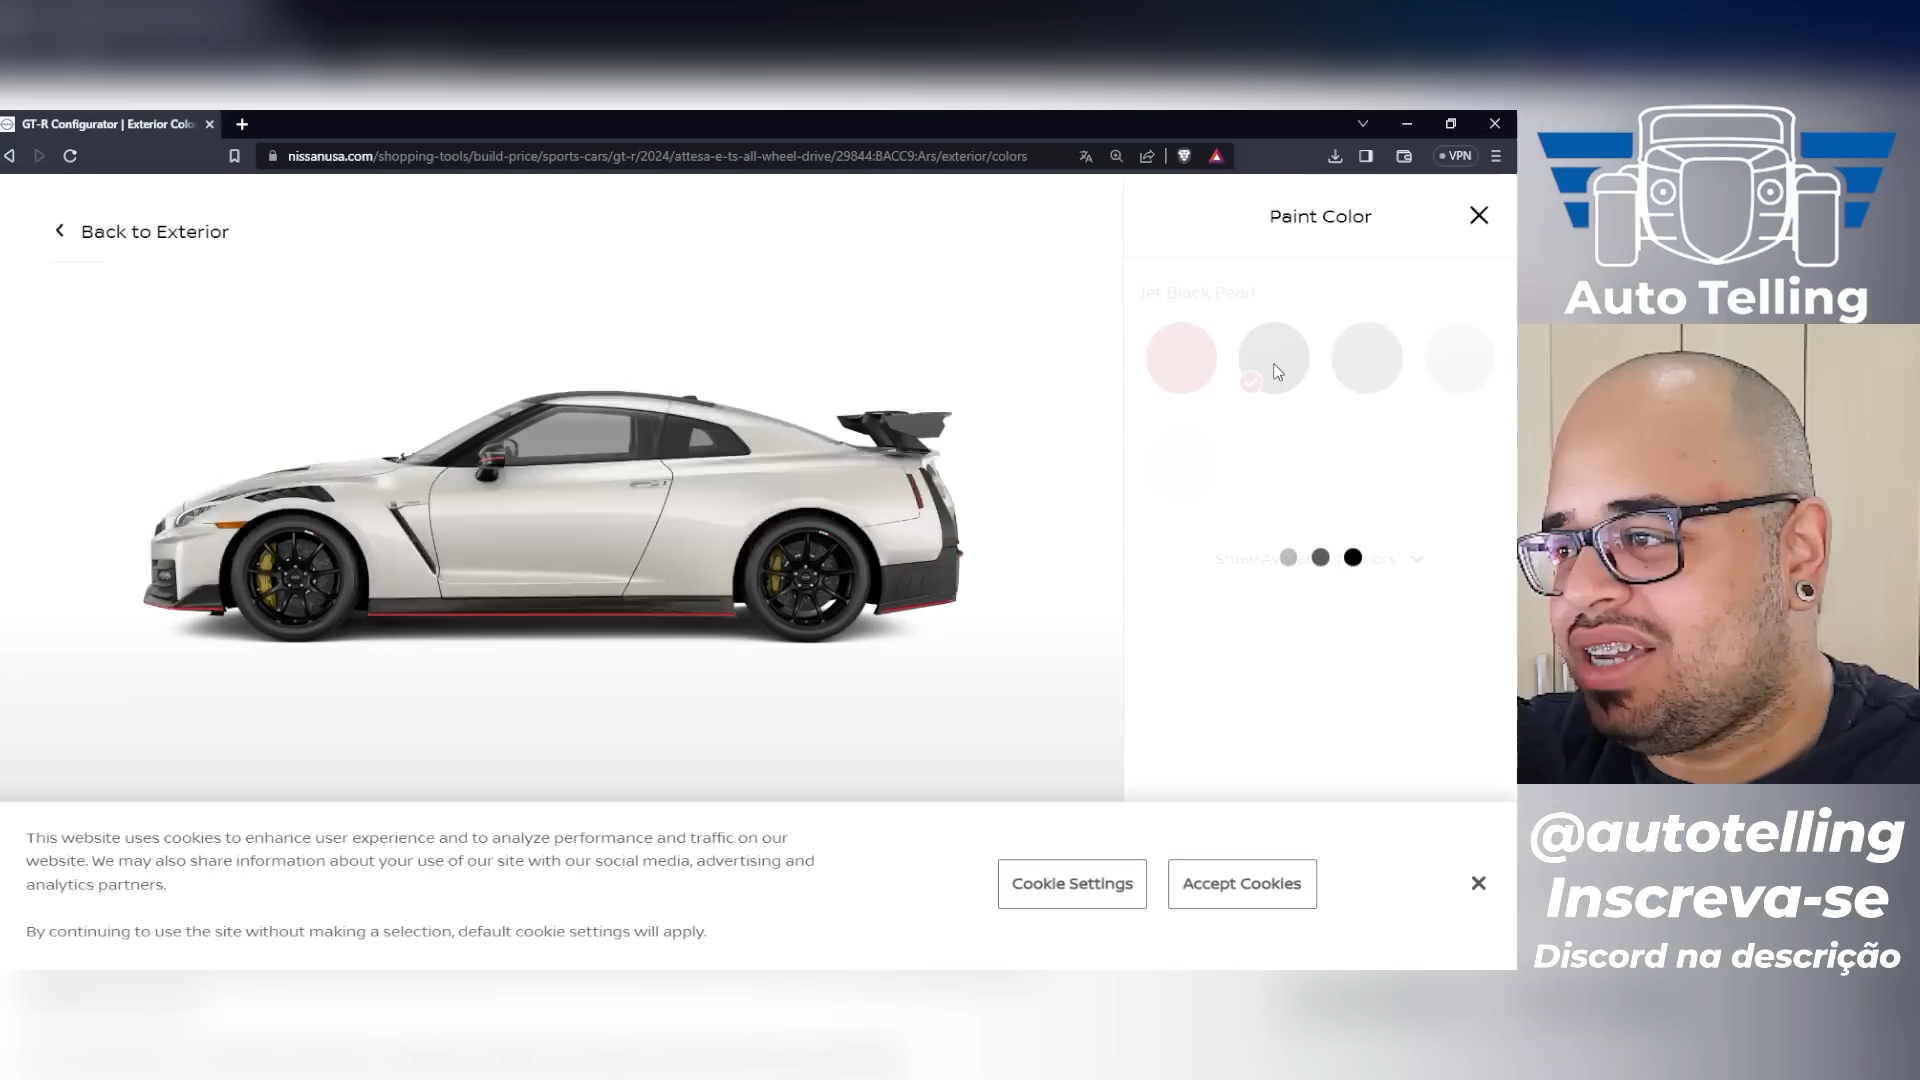 GT-R Configurator | Exterior Colo
nissanusa.com/shopping-tools/build-price/sports-cars/gt-r/2024/attesa-e-ts-all-wheel-drive/29844:BACC9:Ars/exterior/colors
VPN
Back to Exterior
Paint Color
Jet Black Pearl
This website uses cookies to enhance user experience and to analyze performance and traffic on our
website. We may also share information about your use of our site with our social media, advertising and
analytics partners.
By continuing to use the site without making a selection, default cookie settings will apply.
Cookie Settings
Accept Cookies
Auto Telling
@autotelling
Inscreva-se
Discord na descrição